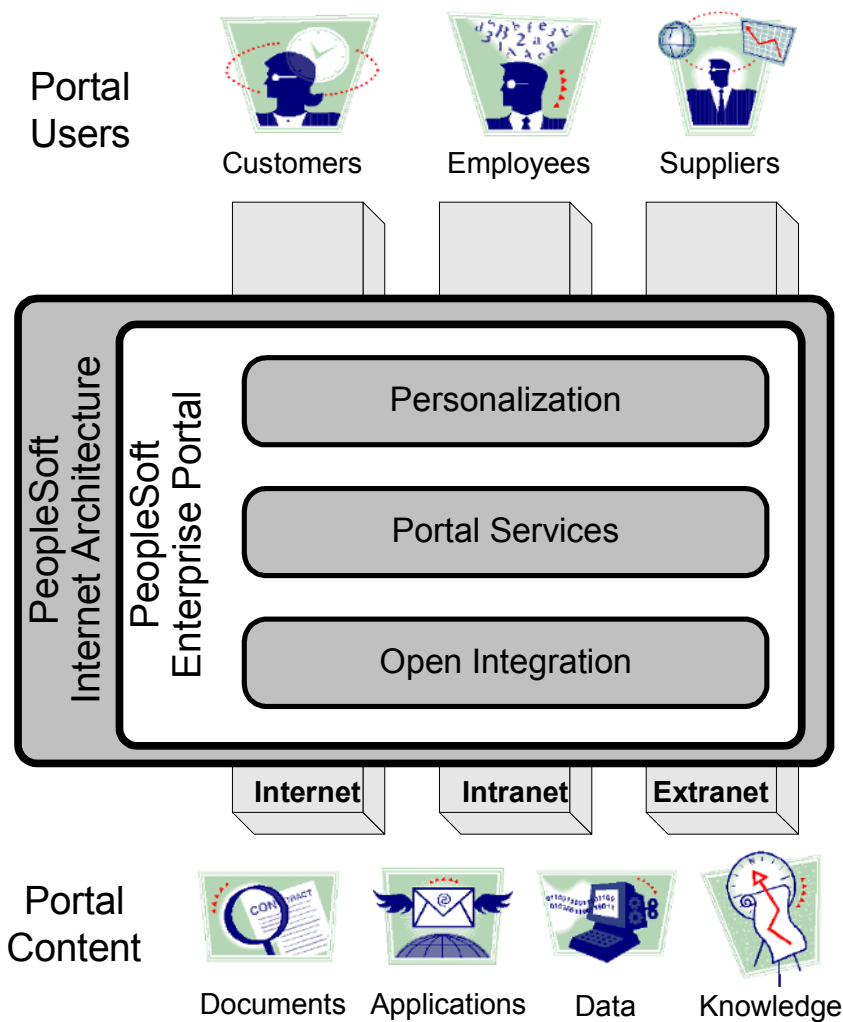 Portal
Users
Customers
Employees
Suppliers
PeopleSoft
Internet Architecture
PeopleSoft
Enterprise Portal
Personalization
Portal Services
Open Integration
Internet
Intranet
Extranet
Portal
Content
CONTRACT
Documents
Applications
Data
Knowledge